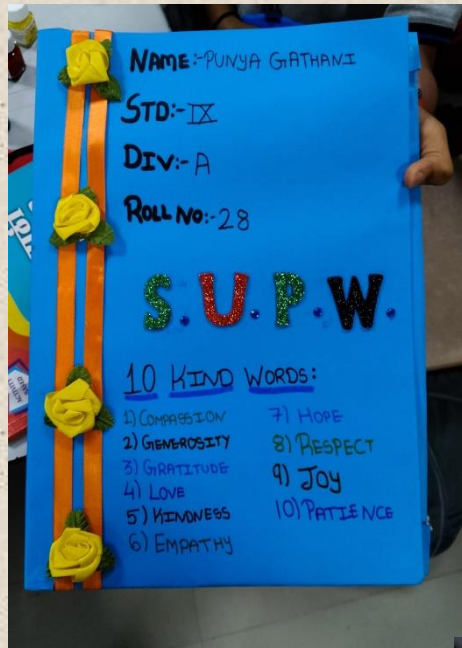 NAME:-PUNYA GATHANI
STD:-IX
DIV:-A
ROLL NO:-28
S.U.P.W.
10 KIND WORDS:
1) COMPASSION
2) GENEROSITY
3) GRATITUDE
4) LOVE
5) KINDNESS
6) EMPATHY
7) HOPE
8) RESPECT
9) JOY
10) PATIENCE